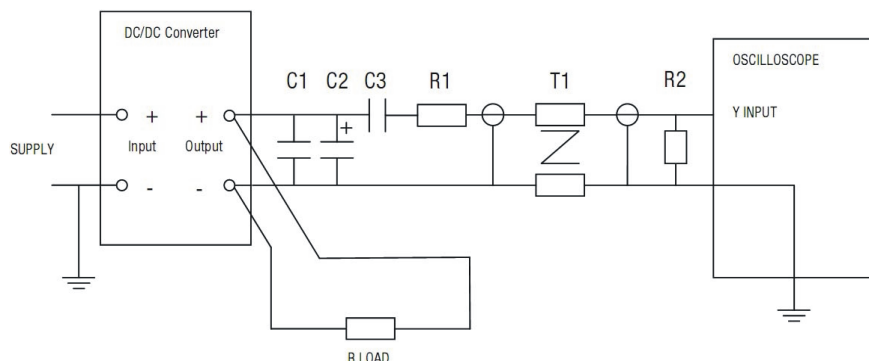 DC/DC Converter
C1 C2 C3 R1 T1 R2
OSCILLOSCOPE
+ + +
Y INPUT
SUPPLY
Input Output
- -
R LOAD